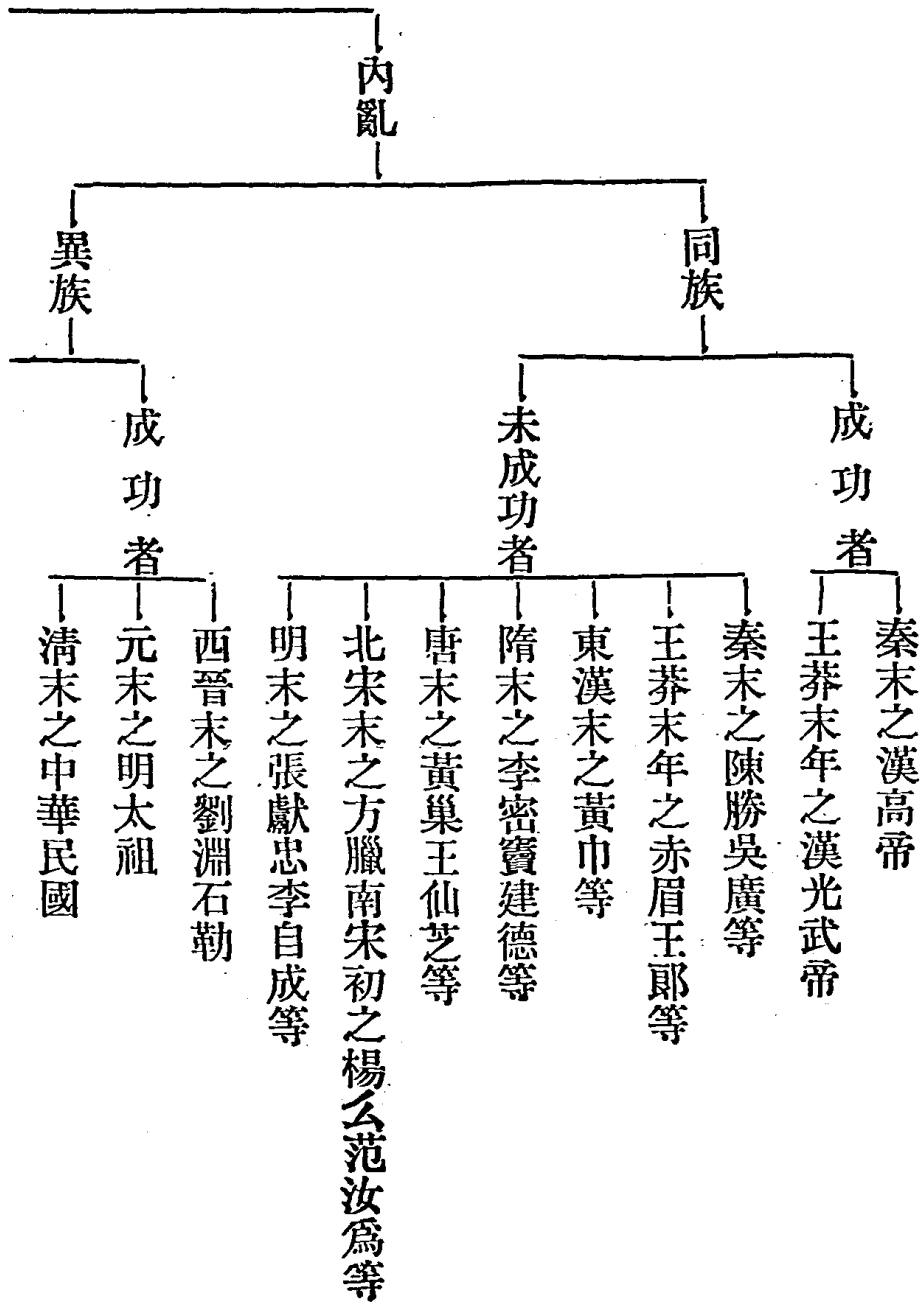 內亂
同族
成功者
秦末之漢高帝
王莽末年之漢光武帝
未成功者
秦末之陳勝吳廣等
王莽末年之赤眉王郎等
東漢末之黃巾等
隋末之李密竇建德等
唐末之黃巢王仙芝等
北宋末之方臘南宋初之楊么范汝爲等
明末之張獻忠李自成等
異族
成功者
西晉末之劉淵石勒
元末之明太祖
淸末之中華民國